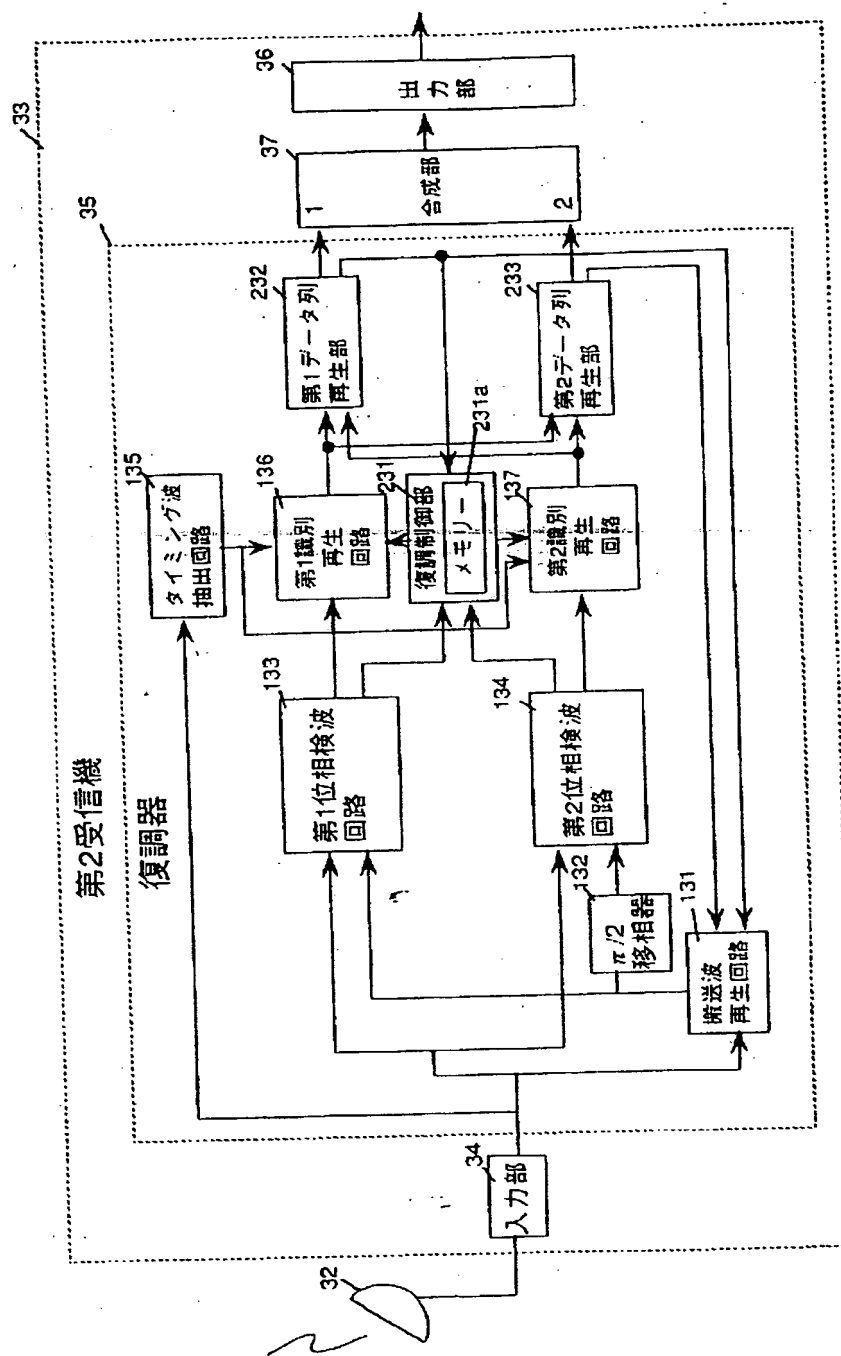 第2受信機
33
復調器
35
32
34
入力部
135
タイミング波
抽出回路
133
第1位相検波
回路
134
第2位相検波
回路
132
π/2
移相器
131
搬送波
再生回路
136
第1識別
再生
回路
231
復調制御部
メモリー
231a
137
第2識別
再生
回路
232
第1データ列
再生部
233
第2データ列
再生部
37
1
合成部
2
36
出力部